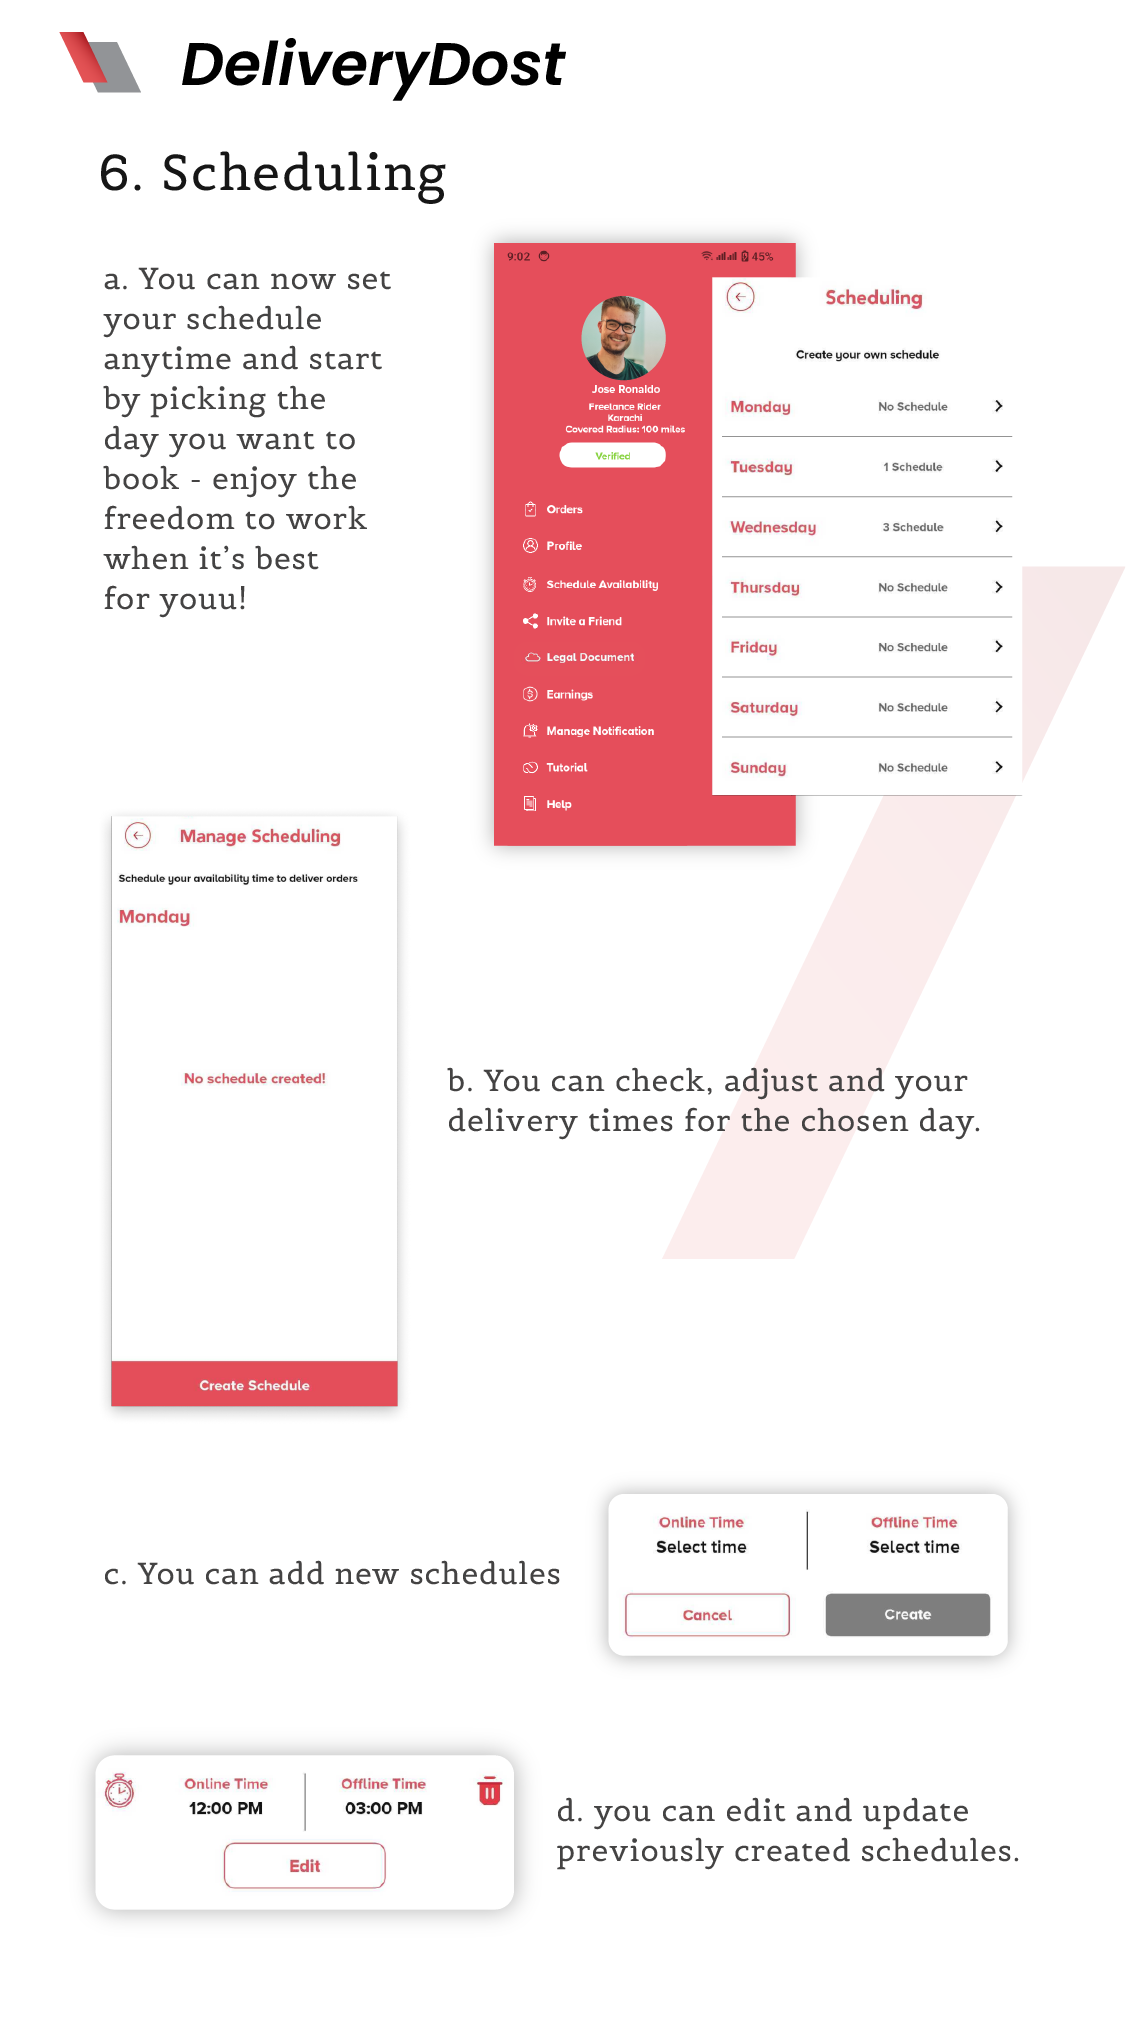 DeliveryDost
6. Scheduling
a. You can now set
your schedule
anytime and start
by picking the
day you want to
book - enjoy the
freedom to work
when it's best
for youu!
9:02 45%
Jose Ronaldo
Freelance Rider
Karachi
Covered Radius: 100 miles
Verified
Orders
Profile
Schedule Availability
Invite a Friend
Legal Document
Earnings
Manage Notification
Tutorial
Help
Scheduling
Create your own schedule
Monday No Schedule
Tuesday 1 Schedule
Wednesday 3 Schedule
Thursday No Schedule
Friday No Schedule
Saturday No Schedule
Sunday No Schedule
Manage Scheduling
Schedule your availability time to deliver orders
Monday
No schedule created!
Create Schedule
b. You can check, adjust and your
delivery times for the chosen day.
c. You can add new schedules
Online Time Offline Time
Select time Select time
Cancel Create
Online Time Offline Time
12:00 PM 03:00 PM
Edit
d. you can edit and update
previously created schedules.